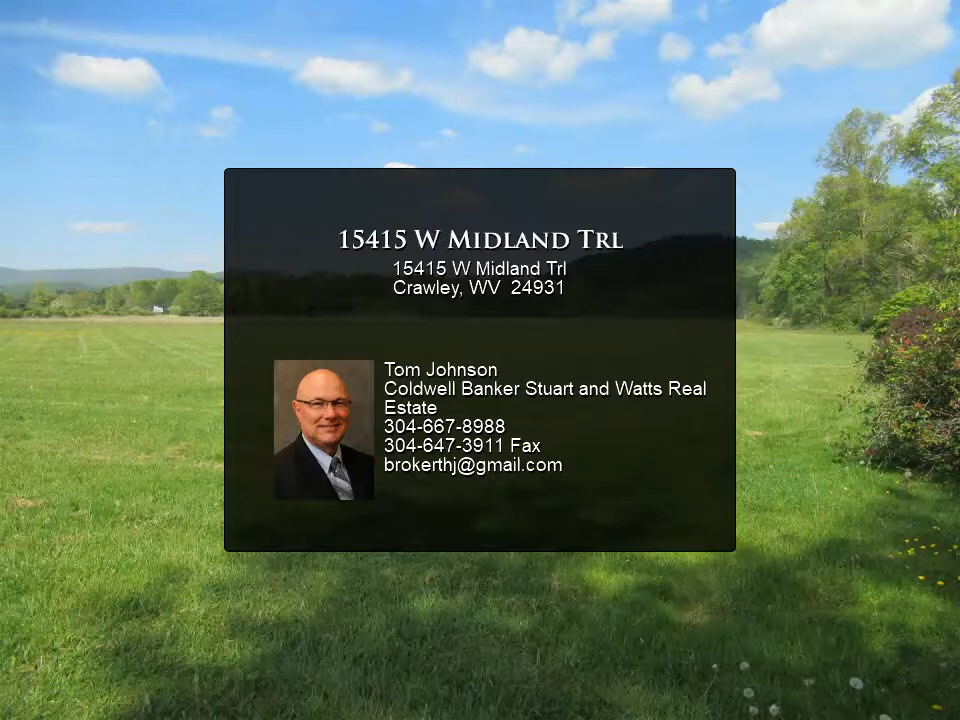 15415 W Midland Trl
15415 W Midland Trl
Crawley, WV  24931
Tom Johnson
Coldwell Banker Stuart and Watts Real
Estate
304-667-8988
304-647-3911 Fax
brokerthj@gmail.com